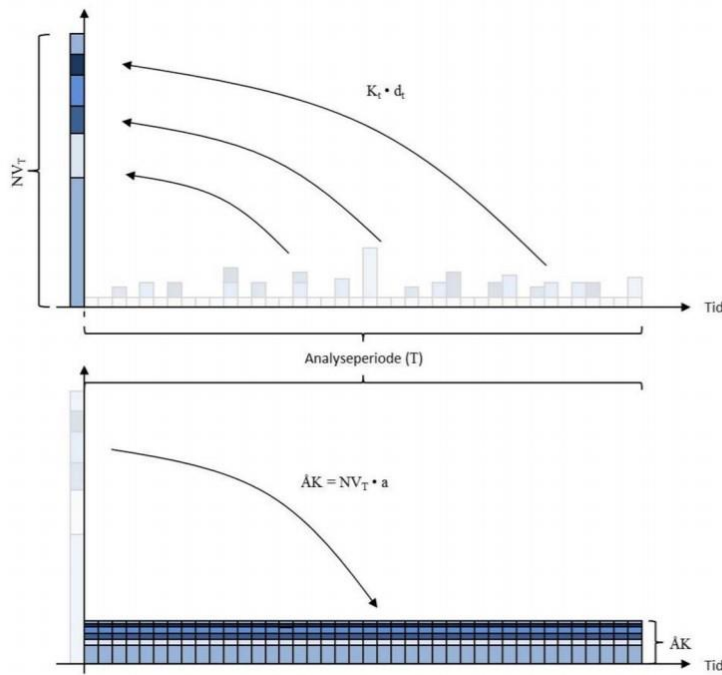 K_t • d_t
NV_T
Tid
Analyseperiode (T)
ÅK = NV_T • a
ÅK
Tid